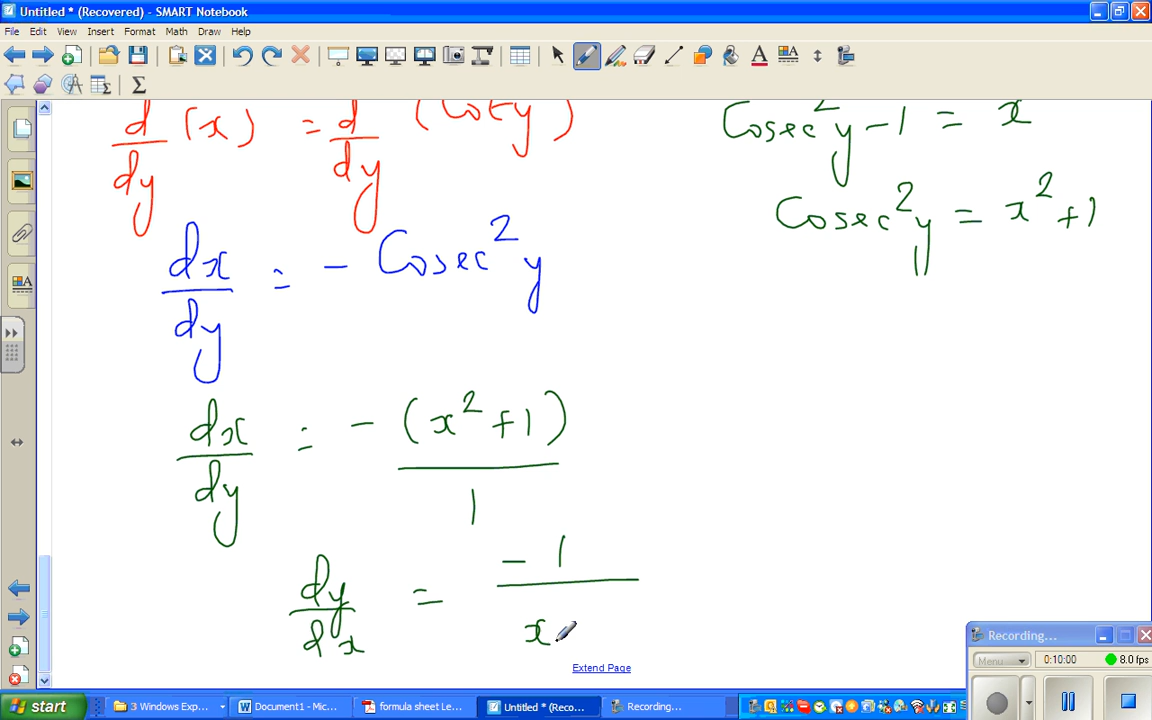 Untitled * (Recovered) - SMART Notebook
File Edit View Insert Format Math Draw Help
d/dy (x) = d/dy (Cot y)
Cosec²y - 1 = x
Cosec²y = x² + 1
dx/dy = - Cosec² y
dx/dy = - (x² + 1)/1
dy/dx = - 1/x
Extend Page
Recording...
Menu 0:10:00 8.0 fps
start 3 Windows Exp... Document1 - Mic... formula sheet Le... Untitled * (Reco... Recording...